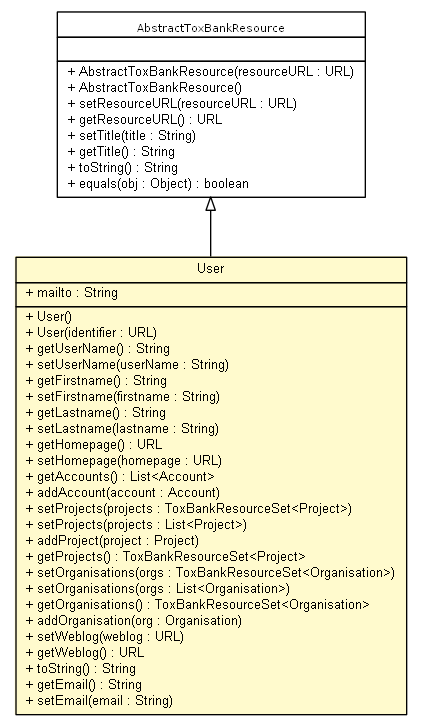 AbstractToxBankResource
+ AbstractToxBankResource(resourceURL : URL)
+ AbstractToxBankResource()
+ setResourceURL(resourceURL : URL)
+ getResourceURL() : URL
+ setTitle(title : String)
+ getTitle() : String
+ toString() : String
+ equals(obj : Object) : boolean
User
+ mailto : String
+ User()
+ User(identifier : URL)
+ getUserName() : String
+ setUserName(userName : String)
+ getFirstname() : String
+ setFirstname(firstname : String)
+ getLastname() : String
+ setLastname(lastname : String)
+ getHomepage() : URL
+ setHomepage(homepage : URL)
+ getAccounts() : List<Account>
+ addAccount(account : Account)
+ setProjects(projects : ToxBankResourceSet<Project>)
+ setProjects(projects : List<Project>)
+ addProject(project : Project)
+ getProjects() : ToxBankResourceSet<Project>
+ setOrganisations(orgs : ToxBankResourceSet<Organisation>)
+ setOrganisations(orgs : List<Organisation>)
+ getOrganisations() : ToxBankResourceSet<Organisation>
+ addOrganisation(org : Organisation)
+ setWeblog(weblog : URL)
+ getWeblog() : URL
+ toString() : String
+ getEmail() : String
+ setEmail(email : String)